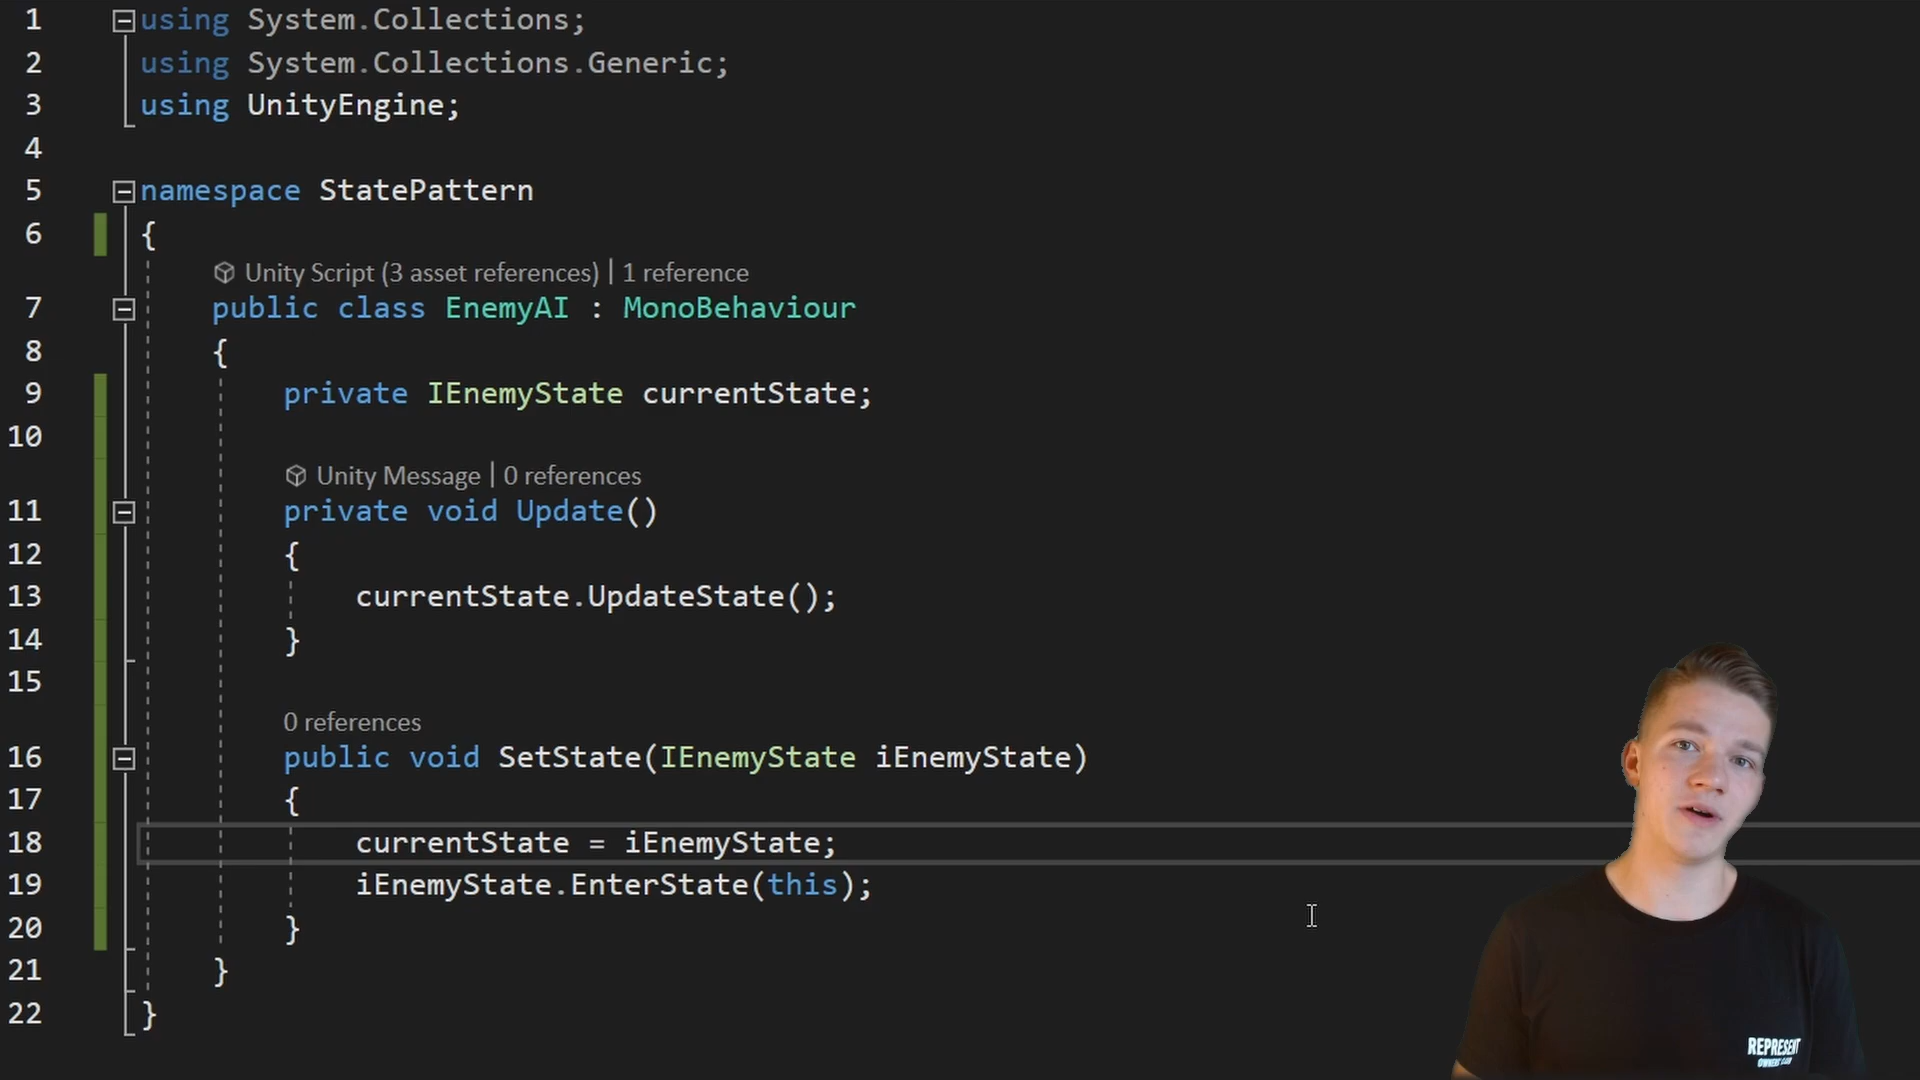 1 using System.Collections;
2 using System.Collections.Generic;
3 using UnityEngine;
4
5 namespace StatePattern
6 {
Unity Script (3 asset references) | 1 reference
7 public class EnemyAI : MonoBehaviour
8 {
9 private IEnemyState currentState;
10
Unity Message | 0 references
11 private void Update()
12 {
13 currentState.UpdateState();
14 }
15
0 references
16 public void SetState(IEnemyState iEnemyState)
17 {
18 currentState = iEnemyState;
19 iEnemyState.EnterState(this);
20 }
21 }
22 }
REPRESENT
OWNERS CLUB